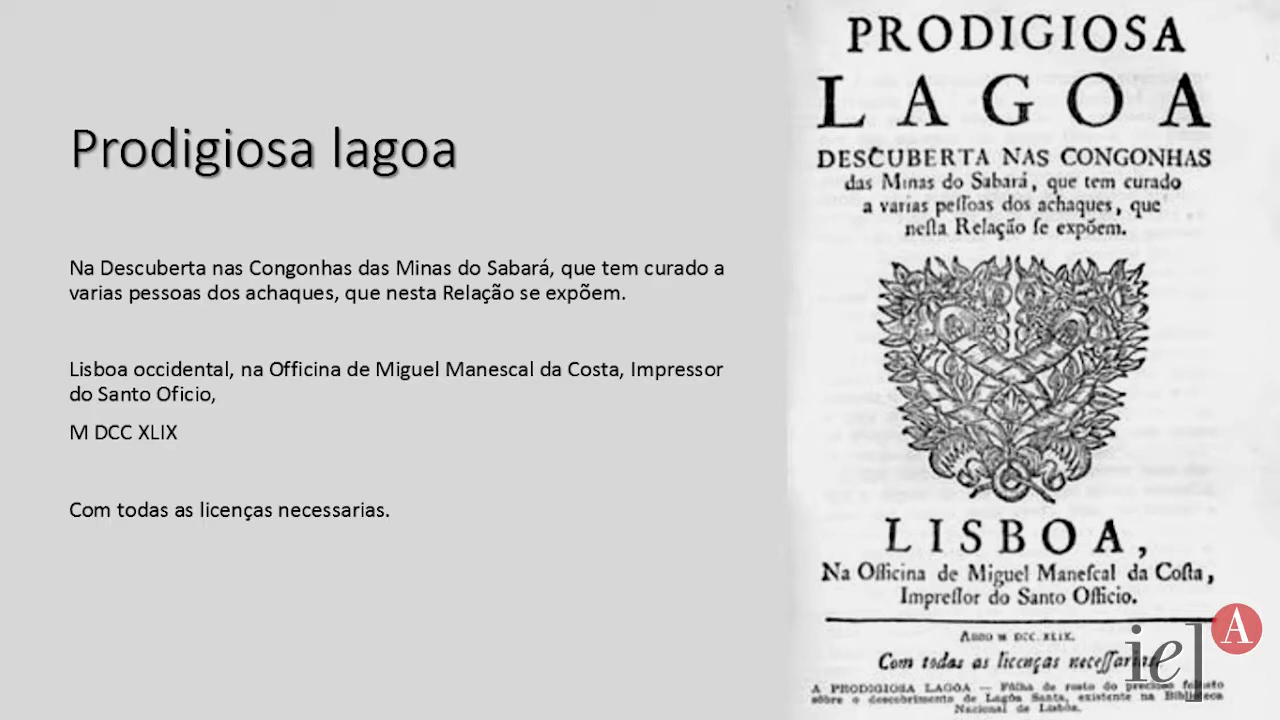 Prodigiosa lagoa
Na Descuberta nas Congonhas das Minas do Sabará, que tem curado a
varias pessoas dos achaques, que nesta Relação se expõem.
Lisboa occidental, na Officina de Miguel Manescal da Costa, Impressor
do Santo Oficio,
M DCC XLIX
Com todas as licenças necessarias.
PRODIGIOSA
LAGOA
DESCUBERTA NAS CONGONHAS
das Minas do Sabará, que tem curado
a varias peſſoas dos achaques, que
neſta Relação ſe expõem.
LISBOA,
Na Officina de Miguel Maneſcal da Coſta,
Impreſſor do Santo Officio.
Anno M DCC. XLIX.
Com todas as licenças neceſſarias.
A PRODIGIOSA LAGOA — Fôlha de rosto do precioso folheto
sôbre o descobrimento de Lagôa Santa, existente na Biblioteca
Nacional de Lisbôa.
ie]
A